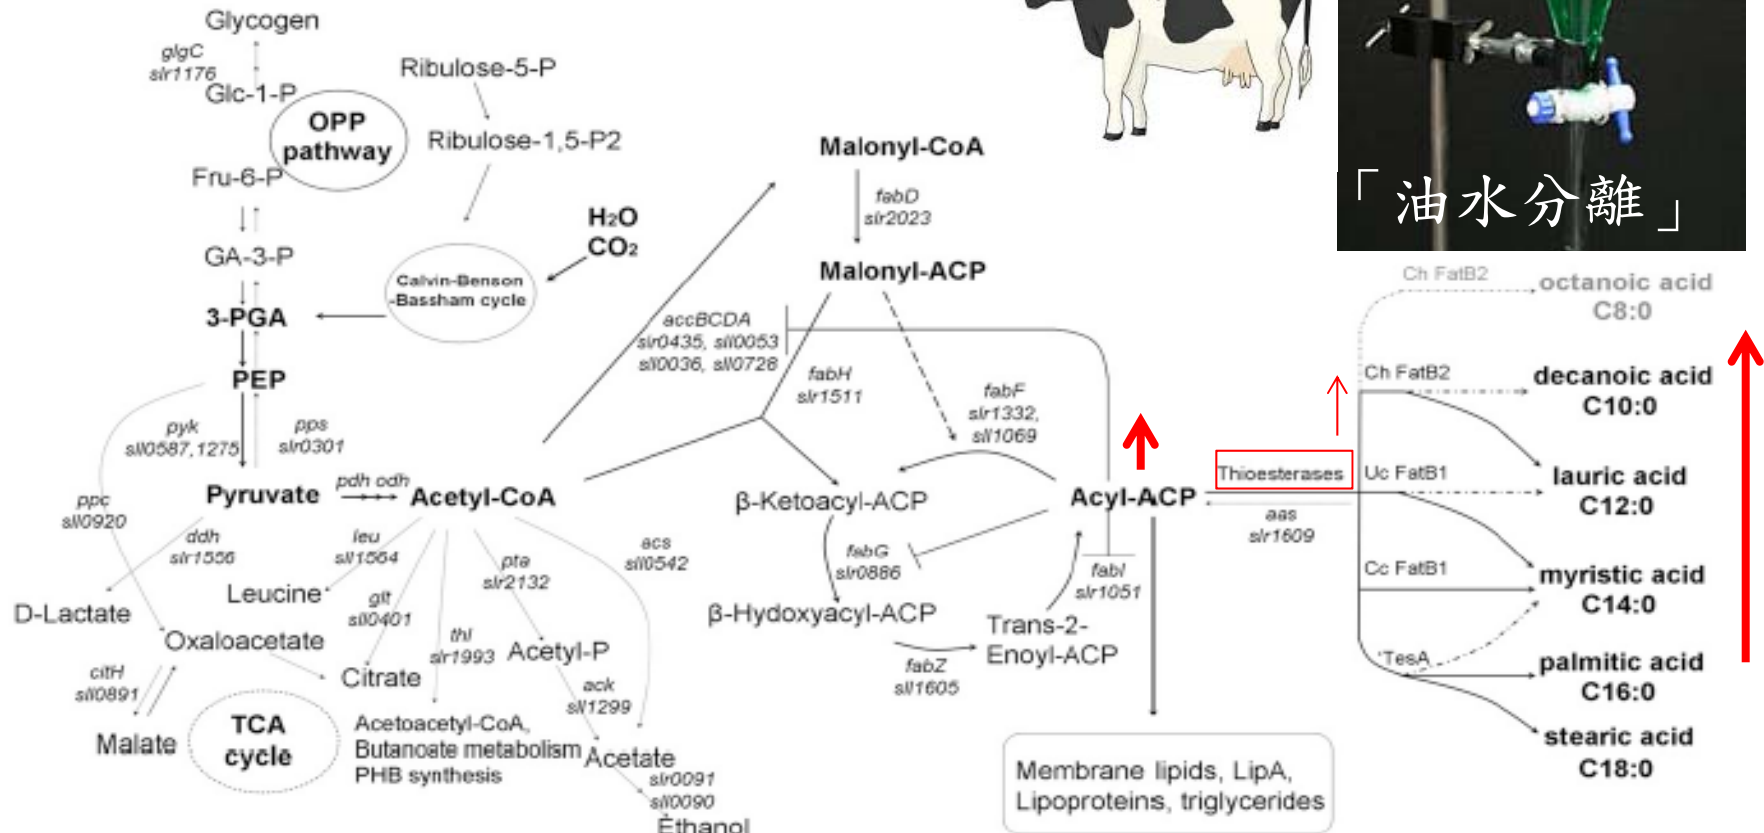 Glycogen
glgC
slr1176
Glc-1-P
OPP
pathway
Fru-6-P
GA-3-P
3-PGA
PEP
Ribulose-5-P
Ribulose-1,5-P2
H2O
CO2
Calvin-Benson
-Bassham cycle
pyk
sll0587,1275
pps
slr0301
Pyruvate
pdh odh
Acetyl-CoA
ppc
sll0920
ddh
slr1556
D-Lactate
leu
sll1564
Leucine
Oxaloacetate
glt
sll0401
Citrate
citH
sll0891
Malate
TCA
cycle
thl
slr1993
Acetoacetyl-CoA,
Butanoate metabolism
PHB synthesis
pta
slr2132
Acetyl-P
ack
sll1299
acs
sll0542
Acetate
slr0091
sll0090
Ethanol
Malonyl-CoA
fabD
slr2023
Malonyl-ACP
accBCDA
slr0435, sll0053
sll0036, sll0728
fabH
slr1511
fabF
slr1332,
sll1069
β-Ketoacyl-ACP
fabG
slr0886
β-Hydoxyacyl-ACP
fabZ
sll1605
Trans-2-
Enoyl-ACP
fabI
slr1051
Acyl-ACP
Membrane lipids, LipA,
Lipoproteins, triglycerides
Thioesterases
aas
slr1609
「油水分離」
Ch FatB2
octanoic acid
C8:0
Ch FatB2
decanoic acid
C10:0
Uc FatB1
lauric acid
C12:0
Cc FatB1
myristic acid
C14:0
'TesA
palmitic acid
C16:0
stearic acid
C18:0